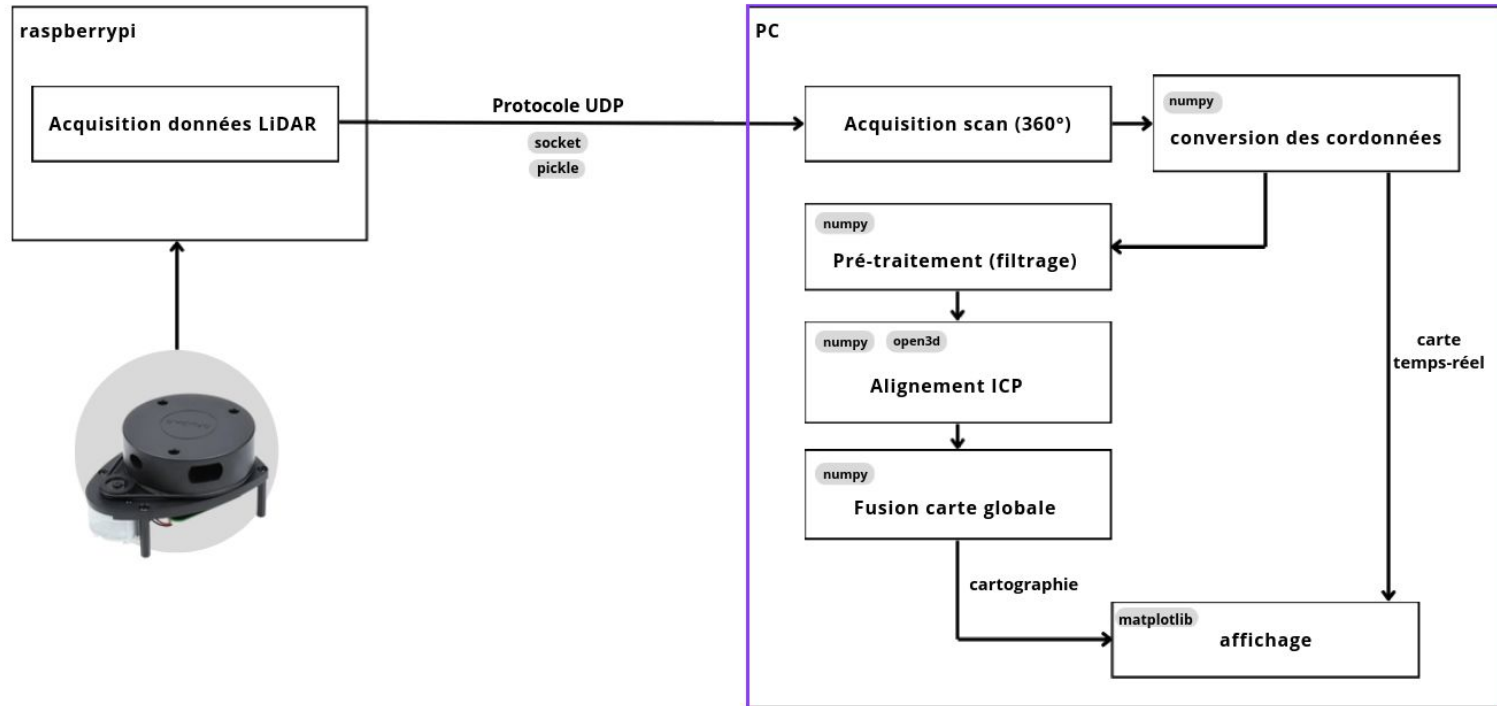 raspberrypi
Acquisition données LiDAR
Protocole UDP
socket
pickle
PC
Acquisition scan (360°)
numpy
conversion des cordonnées
numpy
Pré-traitement (filtrage)
numpy
open3d
Alignement ICP
carte
temps-réel
numpy
Fusion carte globale
cartographie
matplotlib
affichage